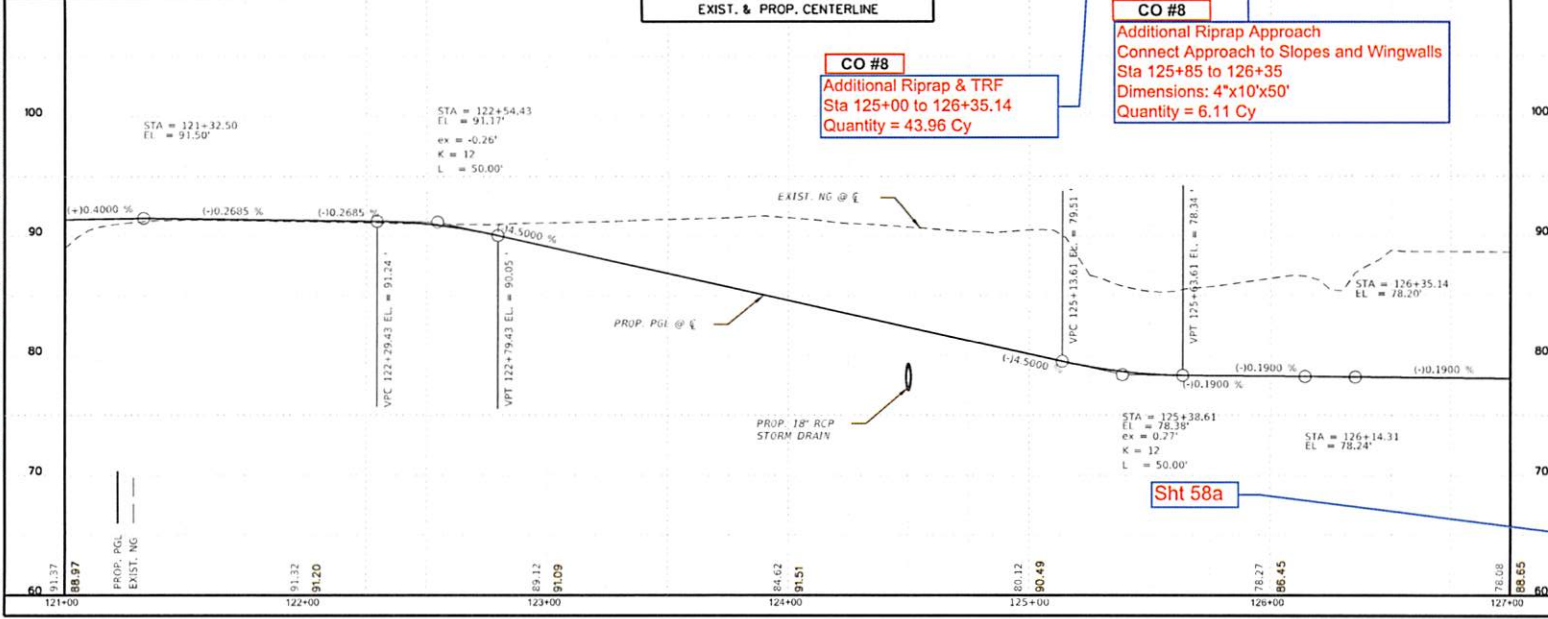 EXIST. & PROP. CENTERLINE
CO #8
Additional Riprap & TRF
Sta 125+00 to 126+35.14
Quantity = 43.96 Cy
CO #8
Additional Riprap Approach
Connect Approach to Slopes and Wingwalls
Sta 125+85 to 126+35
Dimensions: 4"x10'x50'
Quantity = 6.11 Cy
100
90
80
70
60
STA = 121+32.50
EL = 91.50'
STA = 122+54.43
EL = 91.17'
ex = -0.26'
K = 12
L = 50.00'
(+)0.4000 %
(-)0.2685 %
(-)0.2685 %
(-)4.5000 %
VPC 122+29.43 EL. = 91.24 '
VPT 122+79.43 EL. = 90.05 '
EXIST. NG @ ℄
PROP. PGL @ ℄
PROP. 18" RCP
STORM DRAIN
(-)4.5000 %
VPC 125+13.61 EL. = 79.51 '
VPT 125+63.61 EL. = 78.34 '
(-)0.1900 %
(-)0.1900 %
(-)0.1900 %
STA = 126+35.14
EL = 78.20'
STA = 125+38.61
EL = 78.38'
ex = 0.27'
K = 12
L = 50.00'
STA = 126+14.31
EL = 78.24'
Sht 58a
PROP. PGL
EXIST. NG
91.37
88.97
91.32
91.20
89.12
91.09
84.62
91.51
80.12
90.49
78.27
86.45
78.08
88.65
121+00
122+00
123+00
124+00
125+00
126+00
127+00
100
90
80
70
60